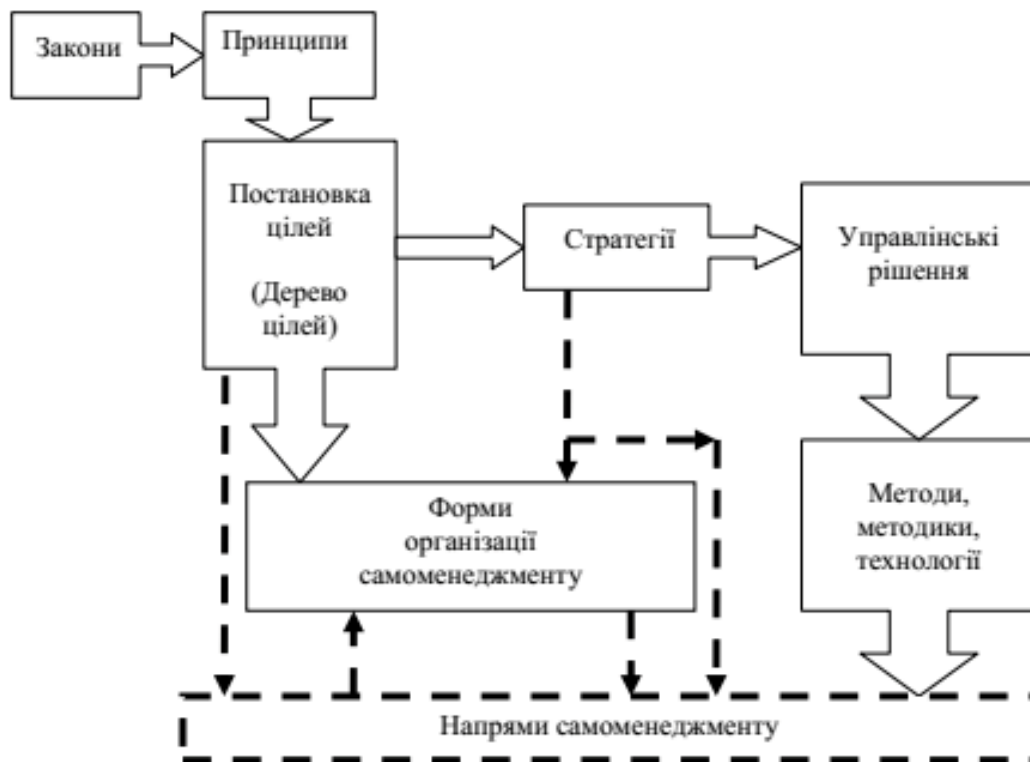 Закони
Принципи
Постановка
цілей
(Дерево
цілей)
Стратегії
Управлінські
рішення
Форми
організації
самоменеджменту
Методи,
методики,
технології
Напрями самоменеджменту